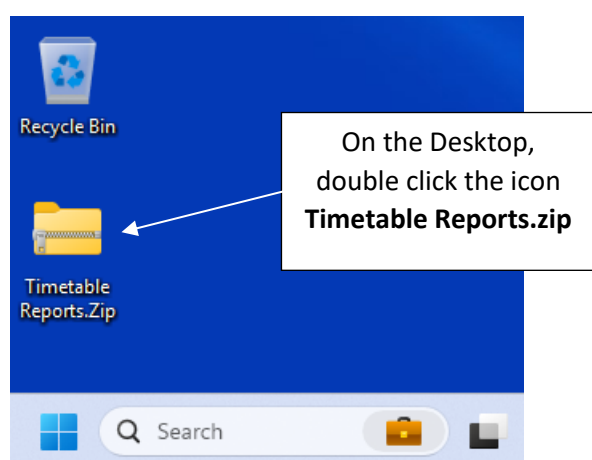 Recycle Bin
On the Desktop,
double click the icon
Timetable Reports.zip
Timetable
Reports.Zip
Search